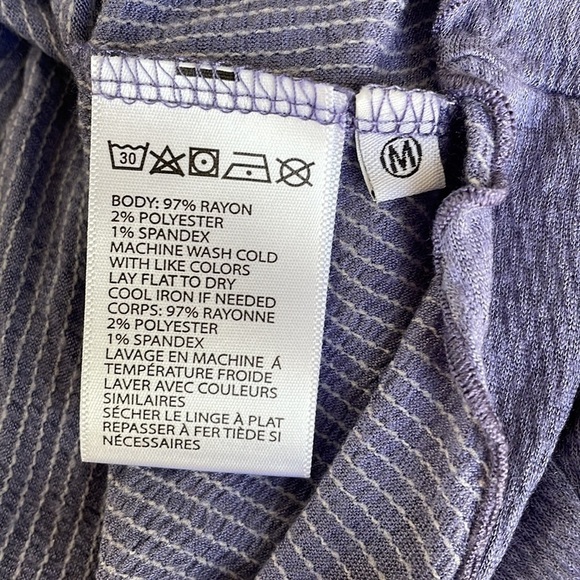 30
M
BODY: 97% RAYON
2% POLYESTER
1% SPANDEX
MACHINE WASH COLD
WITH LIKE COLORS
LAY FLAT TO DRY
COOL IRON IF NEEDED
CORPS: 97% RAYONNE
2% POLYESTER
1% SPANDEX
LAVAGE EN MACHINE Á
TEMPÉRATURE FROIDE
LAVER AVEC COULEURS
SIMILAIRES
SÉCHER LE LINGE À PLAT
REPASSER À FER TIÈDE SI
NÉCESSAIRES